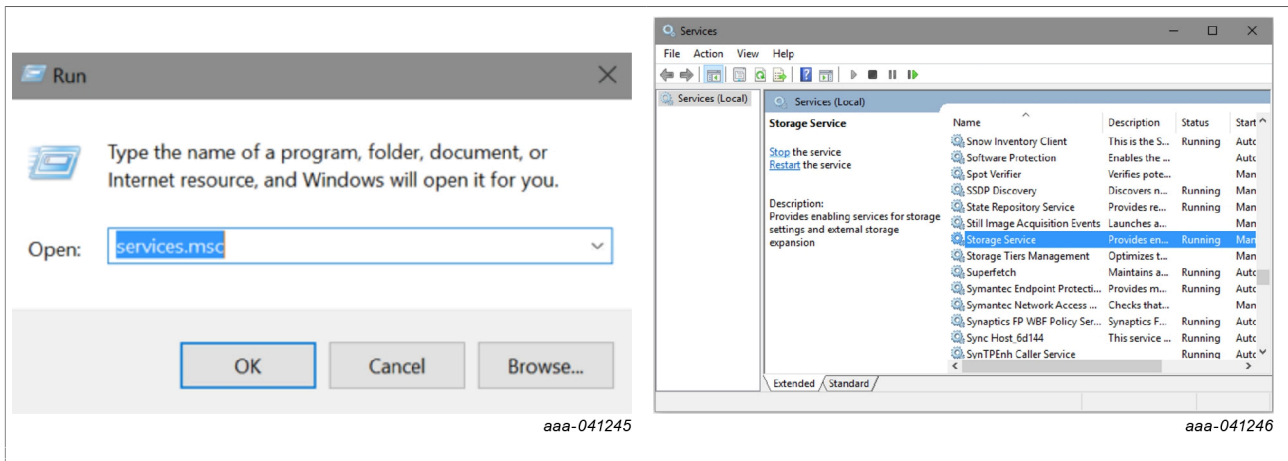 Run
Type the name of a program, folder, document, or
Internet resource, and Windows will open it for you.
Open:
services.msc
OK Cancel Browse...
aaa-041245
Services
File Action View Help
Services (Local)
Services (Local)
Storage Service
Stop the service
Restart the service
Description:
Provides enabling services for storage
settings and external storage
expansion
Name Description Status Start
Snow Inventory Client This is the S... Running Auto
Software Protection Enables the ... Auto
Spot Verifier Verifies pote... Man
SSDP Discovery Discovers n... Running Man
State Repository Service Provides re... Running Man
Still Image Acquisition Events Launches a... Man
Storage Service Provides en... Running Man
Storage Tiers Management Optimizes t... Man
Superfetch Maintains a... Running Auto
Symantec Endpoint Protecti... Provides m... Running Auto
Symantec Network Access ... Checks that... Man
Synaptics FP WBF Policy Ser... Synaptics F... Running Auto
Sync Host_6d144 This service ... Running Auto
SynTPEnh Caller Service Running Auto
Extended Standard
aaa-041246